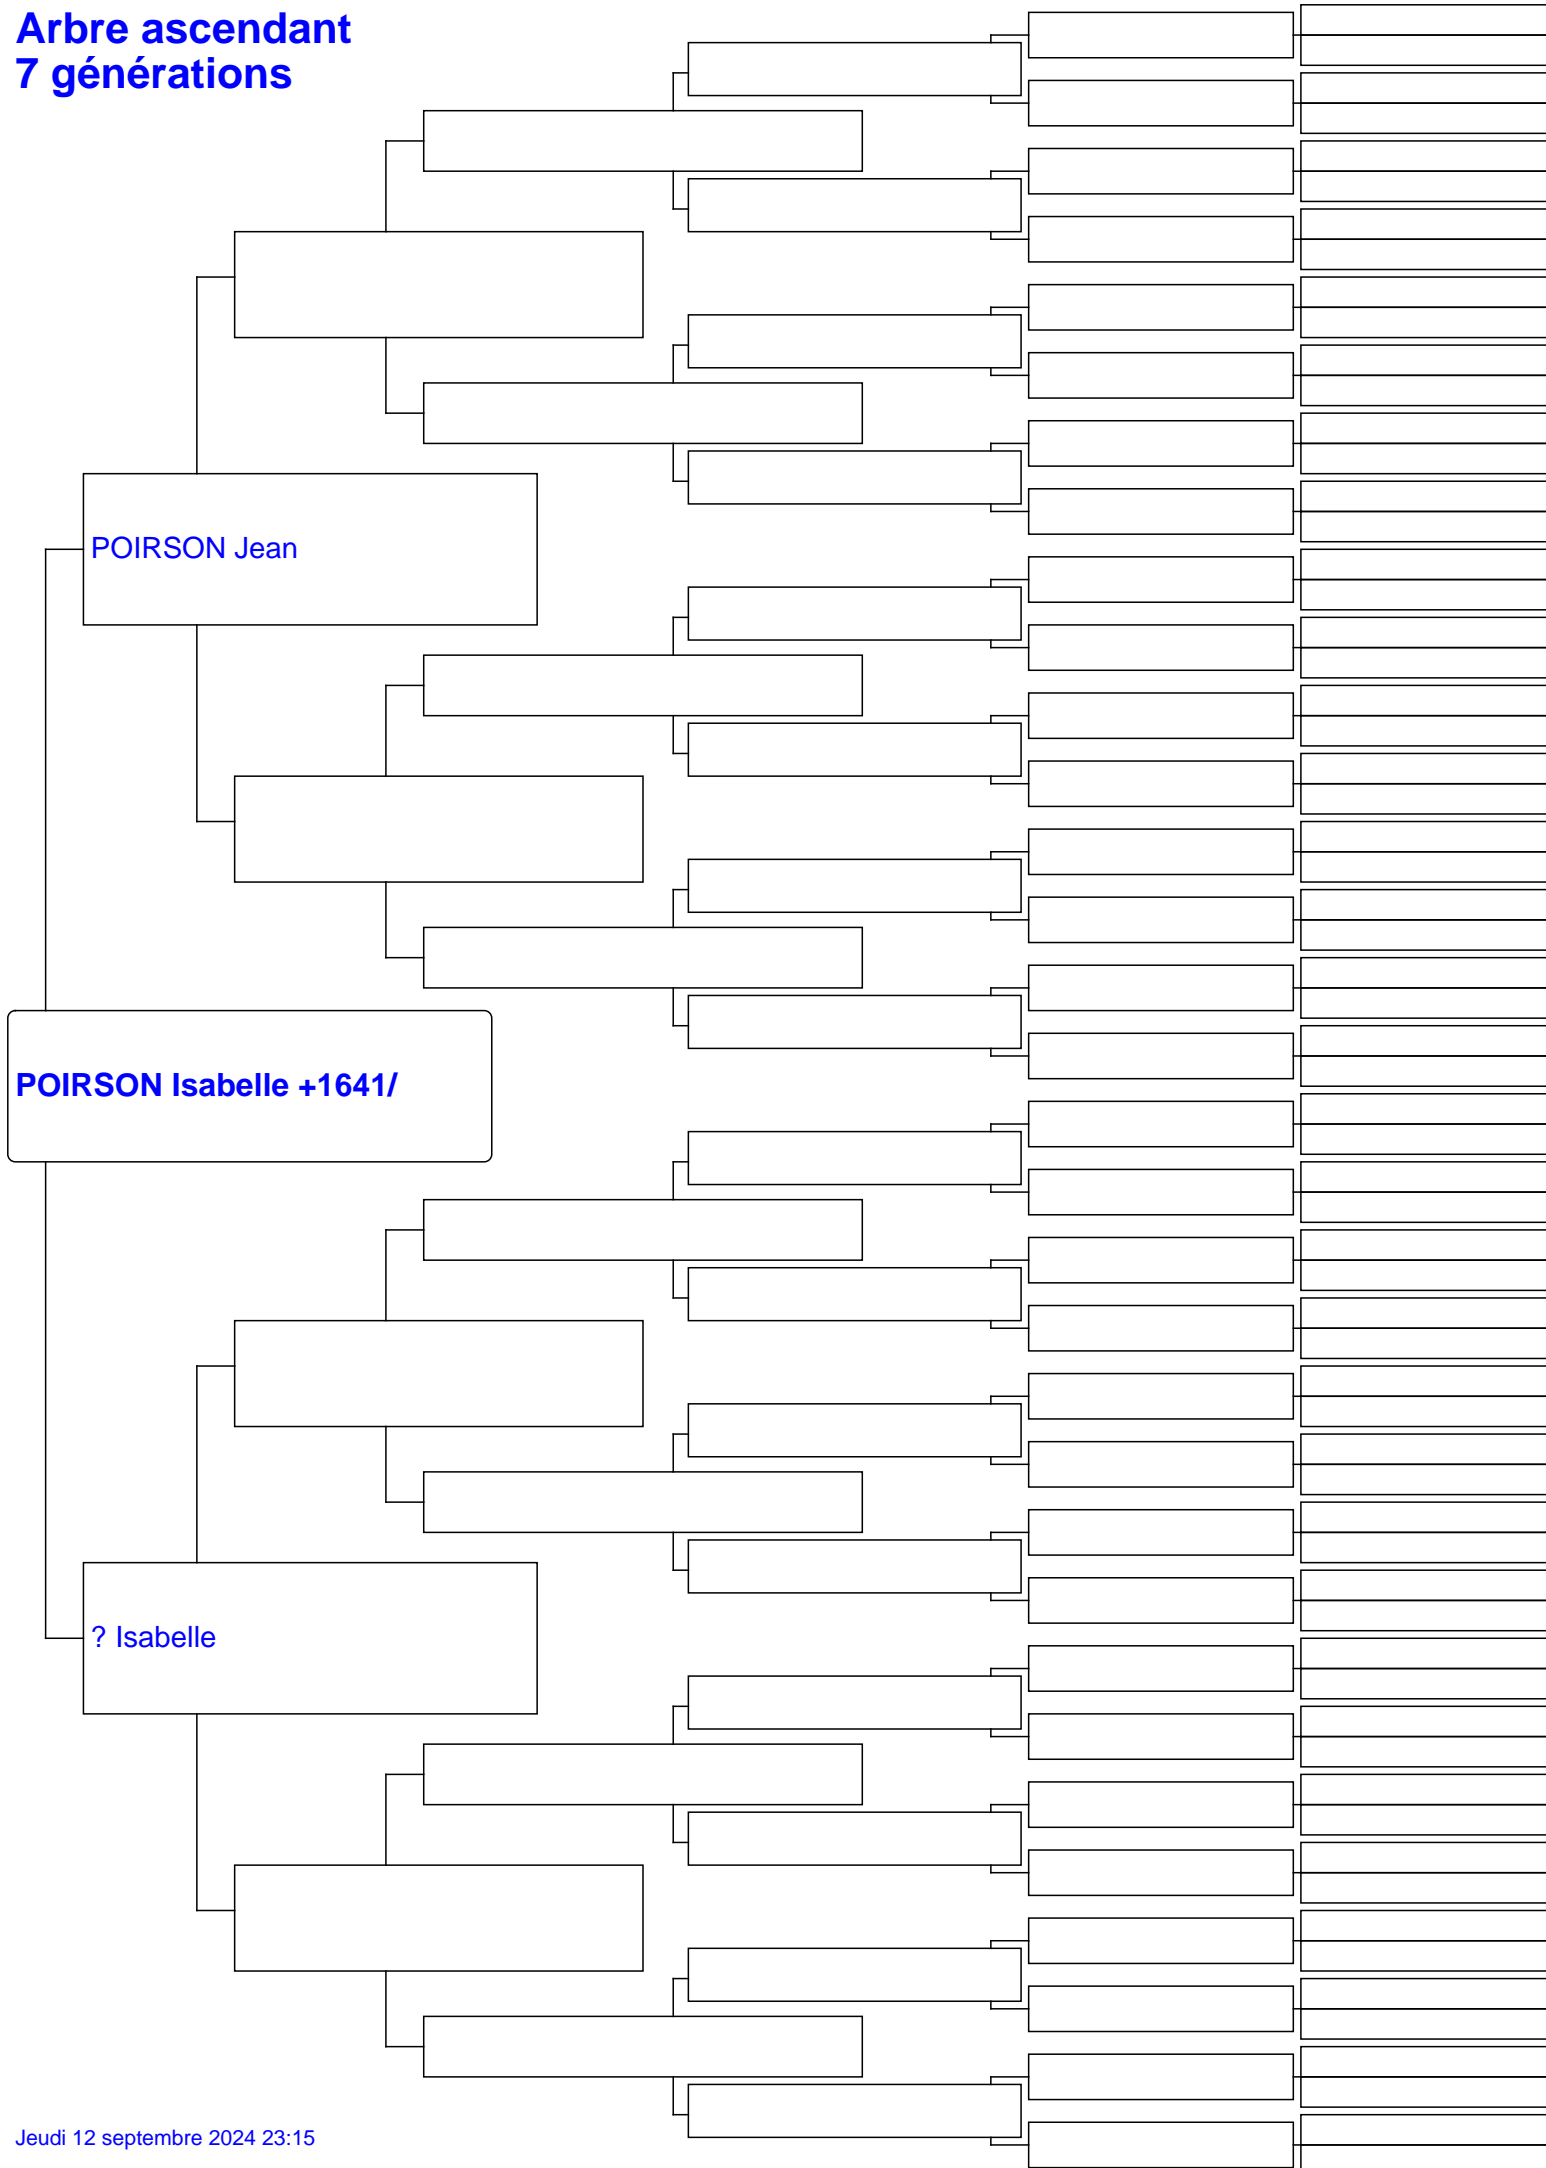 Arbre ascendant
7 générations
POIRSON Jean
POIRSON Isabelle +1641/
? Isabelle
Jeudi 12 septembre 2024 23:15